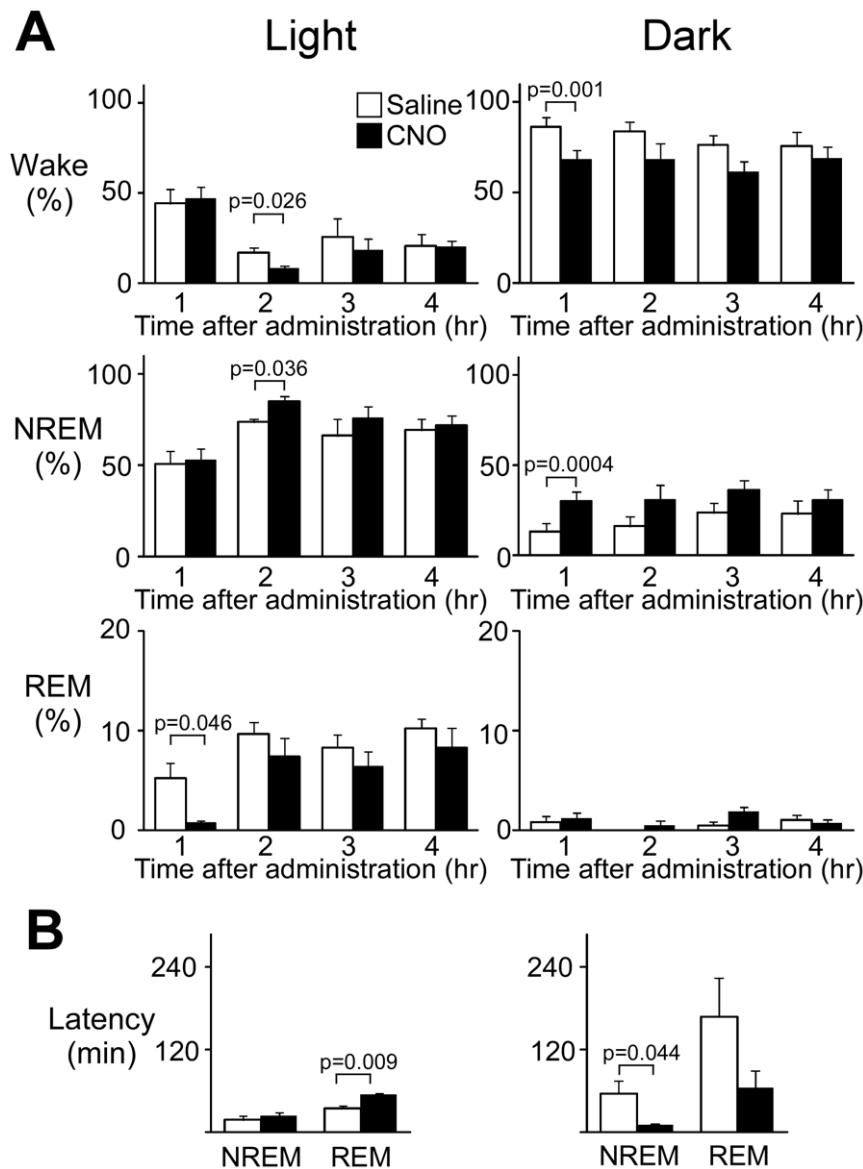 A
Light
Dark
Saline
CNO
Wake
(%)
100
50
0
p=0.026
1 2 3 4
Time after administration (hr)
100
50
0
p=0.001
1 2 3 4
Time after administration (hr)
NREM
(%)
100
50
0
p=0.036
1 2 3 4
Time after administration (hr)
100
50
0
p=0.0004
1 2 3 4
Time after administration (hr)
REM
(%)
20
10
0
p=0.046
1 2 3 4
Time after administration (hr)
20
10
0
1 2 3 4
Time after administration (hr)
B
Latency
(min)
240
120
p=0.009
NREM REM
240
120
p=0.044
NREM REM